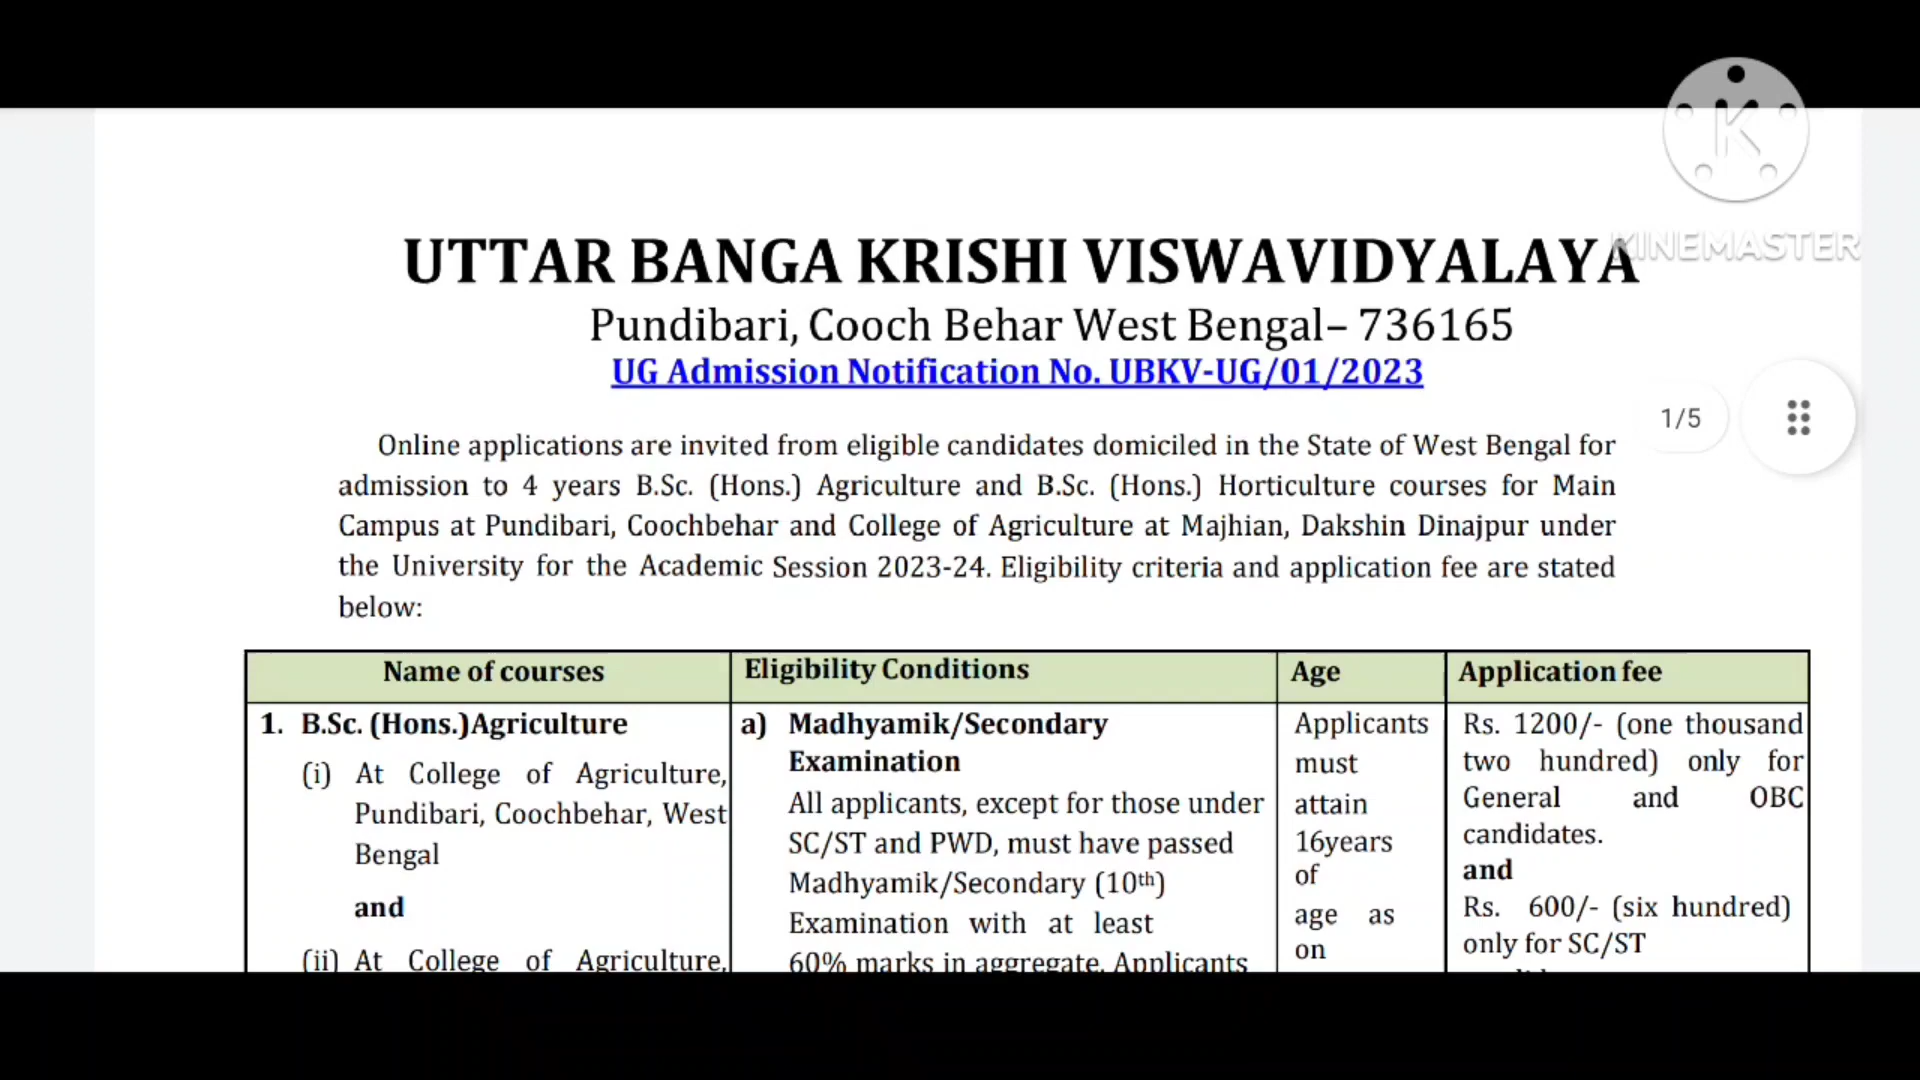 KINEMASTER
UTTAR BANGA KRISHI VISWAVIDYALAYA
Pundibari, Cooch Behar West Bengal– 736165
UG Admission Notification No. UBKV-UG/01/2023
1/5
Online applications are invited from eligible candidates domiciled in the State of West Bengal for
admission to 4 years B.Sc. (Hons.) Agriculture and B.Sc. (Hons.) Horticulture courses for Main
Campus at Pundibari, Coochbehar and College of Agriculture at Majhian, Dakshin Dinajpur under
the University for the Academic Session 2023-24. Eligibility criteria and application fee are stated
below:
Name of courses
1. B.Sc. (Hons.)Agriculture
(i) At College of Agriculture,
Pundibari, Coochbehar, West
Bengal
and
(ii) At College of Agriculture,
Eligibility Conditions
a) Madhyamik/Secondary
Examination
All applicants, except for those under
SC/ST and PWD, must have passed
Madhyamik/Secondary (10th)
Examination with at least
60% marks in aggregate. Applicants
Age
Applicants
must
attain
16years
of
age as
on
Application fee
Rs. 1200/- (one thousand
two hundred) only for
General and OBC
candidates.
and
Rs. 600/- (six hundred)
only for SC/ST